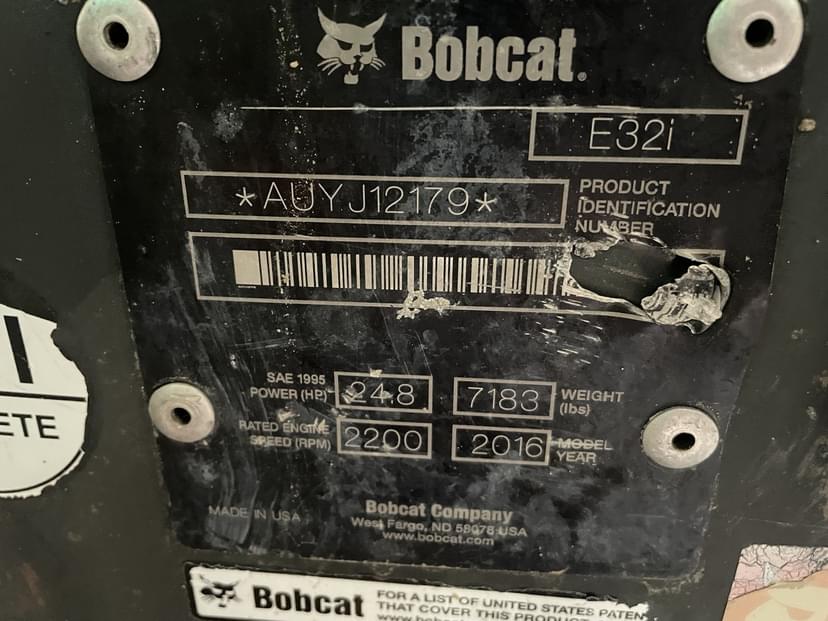 Bobcat.
E32i
*AUYJ12179*
PRODUCT
IDENTIFICATION
NUMBER
SAE 1995
POWER (HP)
24.8
7183
WEIGHT
(lbs)
RATED ENGINE
SPEED (RPM)
2200
2016
MODEL
YEAR
MADE IN USA
Bobcat Company
West Fargo, ND 58078 USA
www.bobcat.com
I
ETE
Bobcat
FOR A LIST OF UNITED STATES PATEN
THAT COVER THIS PRODUCT